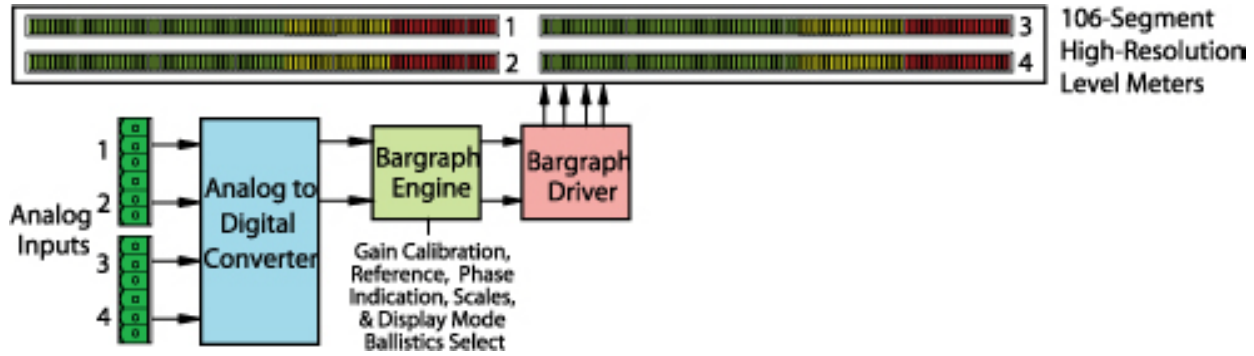 1
2
3
4
106-Segment
High-Resolution
Level Meters
Analog
Inputs
1
2
3
4
Analog to
Digital
Converter
Bargraph
Engine
Bargraph
Driver
Gain Calibration,
Reference, Phase
Indication, Scales,
& Display Mode
Ballistics Select